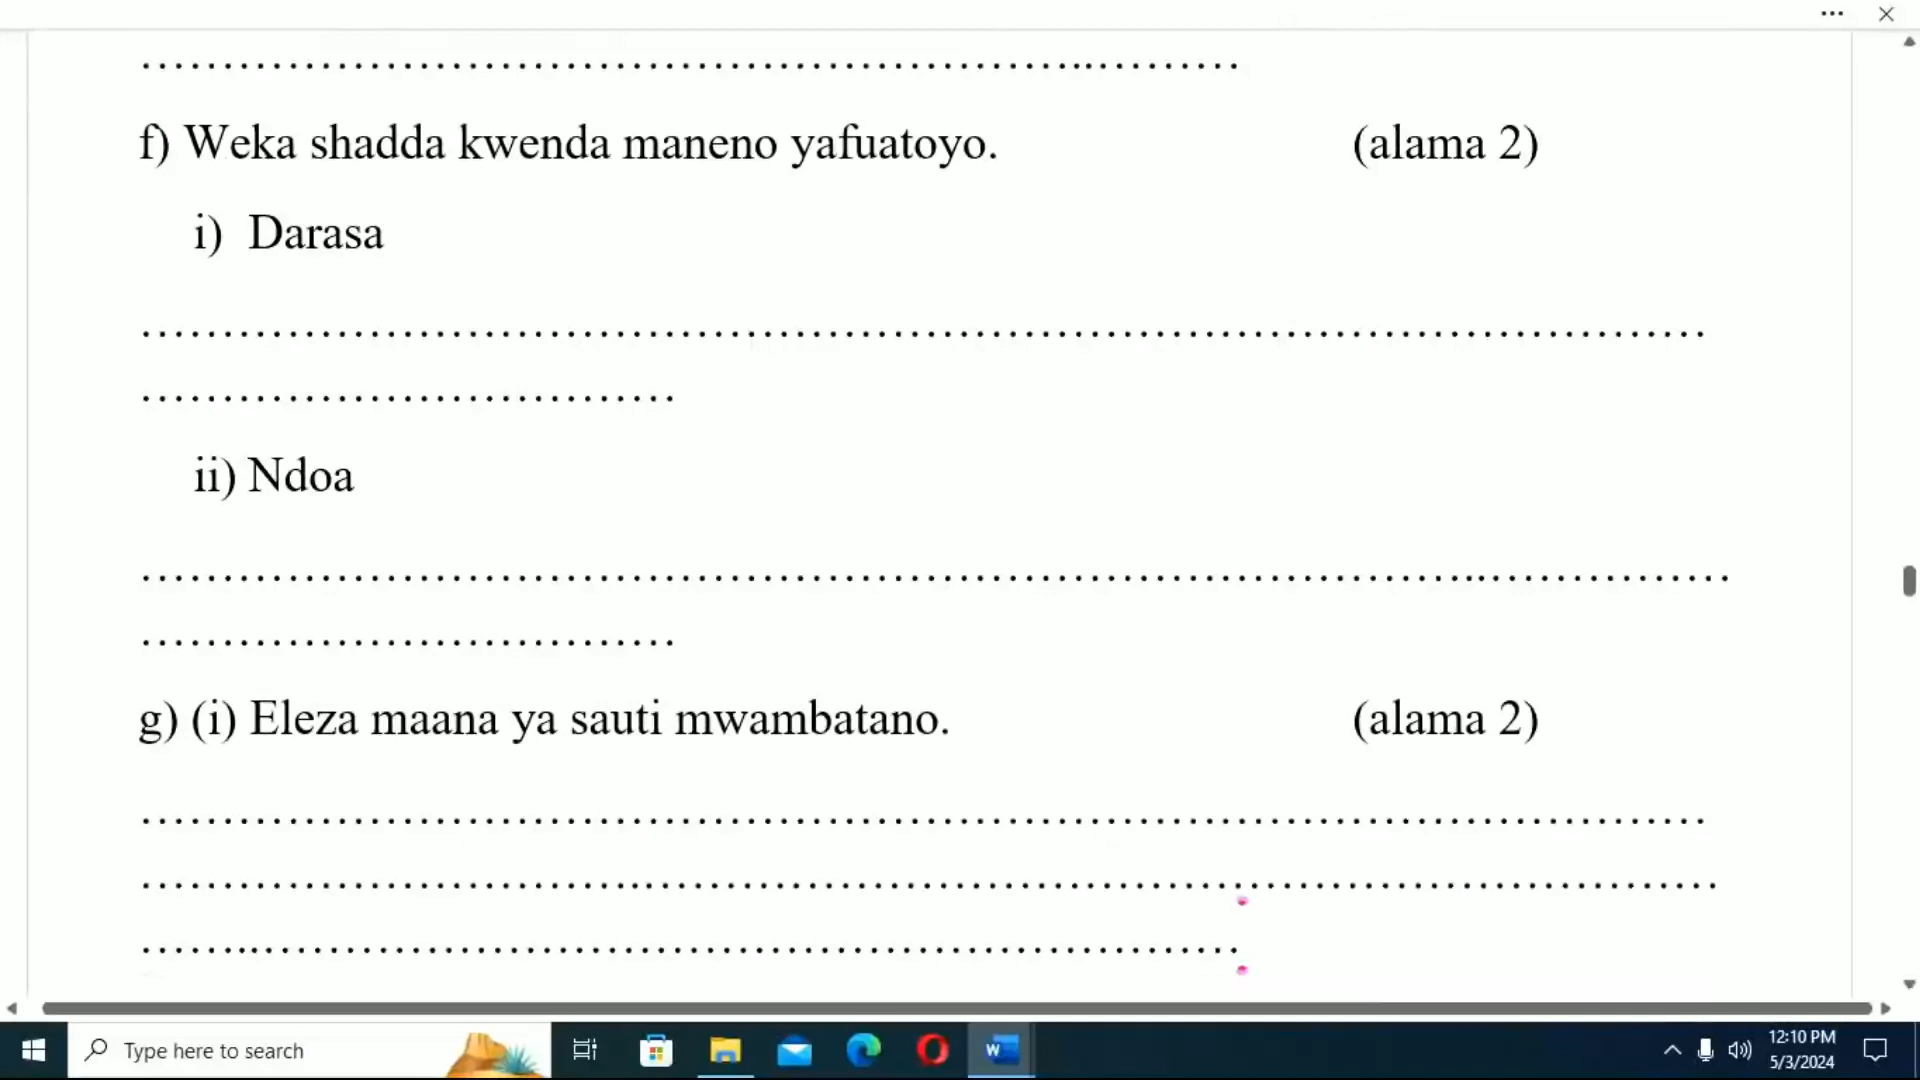 ………………………………………………………..………
f) Weka shadda kwenda maneno yafuatoyo. (alama 2)
i) Darasa
……………………………………………………………………………………
……………………………
ii) Ndoa
………………………………………………………………………..……………
……………………………
g) (i) Eleza maana ya sauti mwambatano. (alama 2)
……………………………………………………………………………………
…………………………..…………………………………………………………
……..……………………………………………………
Type here to search
W
12:10 PM
5/3/2024